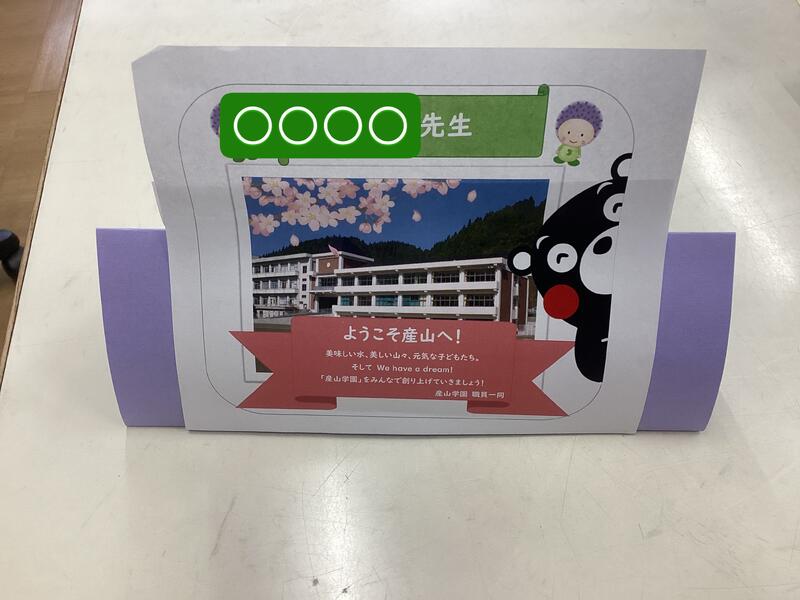 〇〇〇〇先生
ようこそ産山へ！
美味しい水、美しい山々、元気な子どもたち。
そして We have a dream!
「産山学園」をみんなで創り上げていきましょう！
産山学園 職員一同